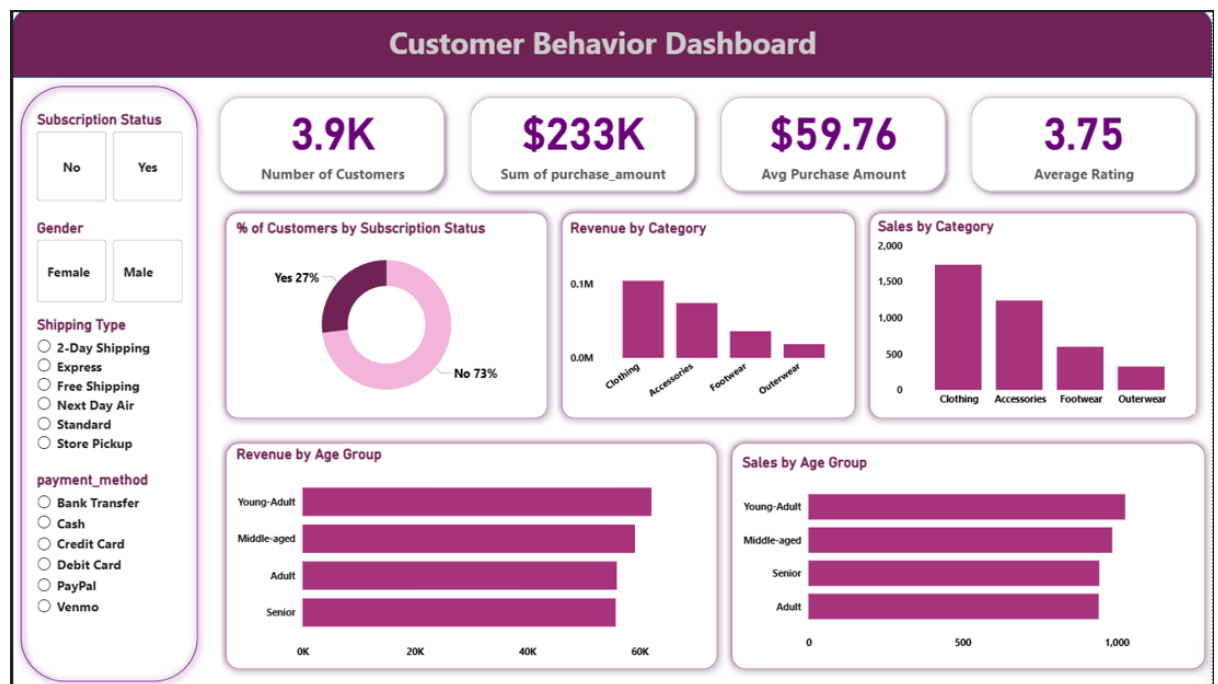 Customer Behavior Dashboard
Subscription Status
No
Yes
Gender
Female
Male
Shipping Type
2-Day Shipping
Express
Free Shipping
Next Day Air
Standard
Store Pickup
payment_method
Bank Transfer
Cash
Credit Card
Debit Card
PayPal
Venmo
3.9K
Number of Customers
$233K
Sum of purchase_amount
$59.76
Avg Purchase Amount
3.75
Average Rating
% of Customers by Subscription Status
Yes 27%
No 73%
Revenue by Category
0.1M
0.0M
Clothing
Accessories
Footwear
Outerwear
Sales by Category
2,000
1,500
1,000
500
0
Clothing
Accessories
Footwear
Outerwear
Revenue by Age Group
Young-Adult
Middle-aged
Adult
Senior
0K
20K
40K
60K
Sales by Age Group
Young-Adult
Middle-aged
Senior
Adult
0
500
1,000